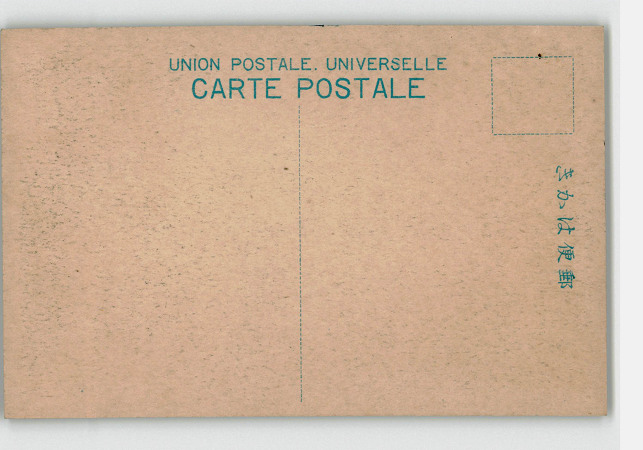 UNION POSTALE. UNIVERSELLE
CARTE POSTALE
郵便はかき